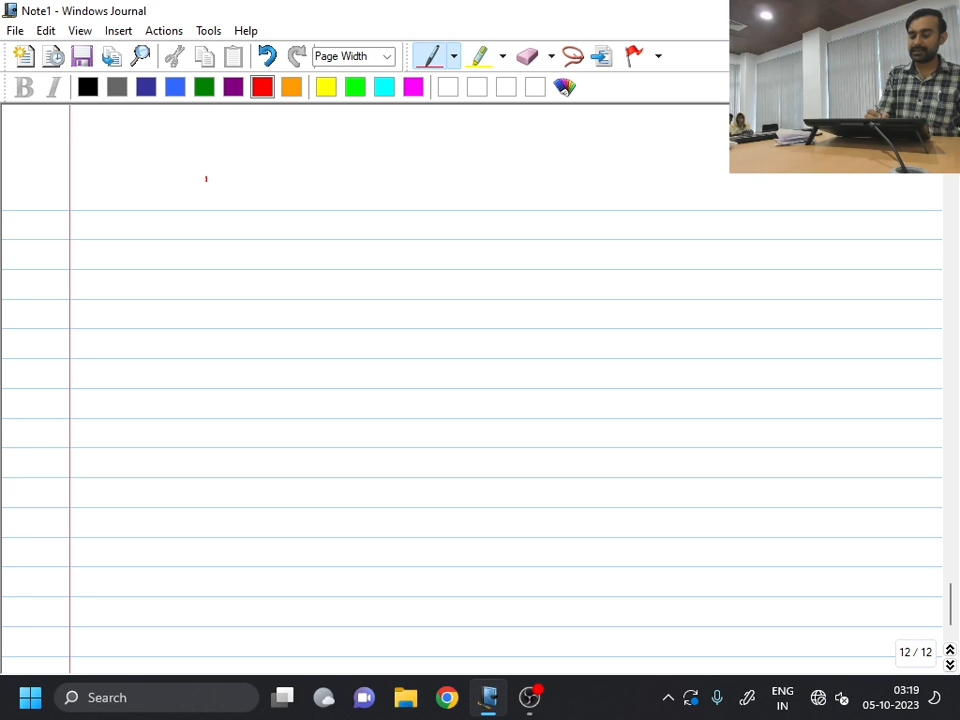 Note1 - Windows Journal
File Edit View Insert Actions Tools Help
Page Width
B I
12 / 12
Search
ENG
IN
03:19
05-10-2023